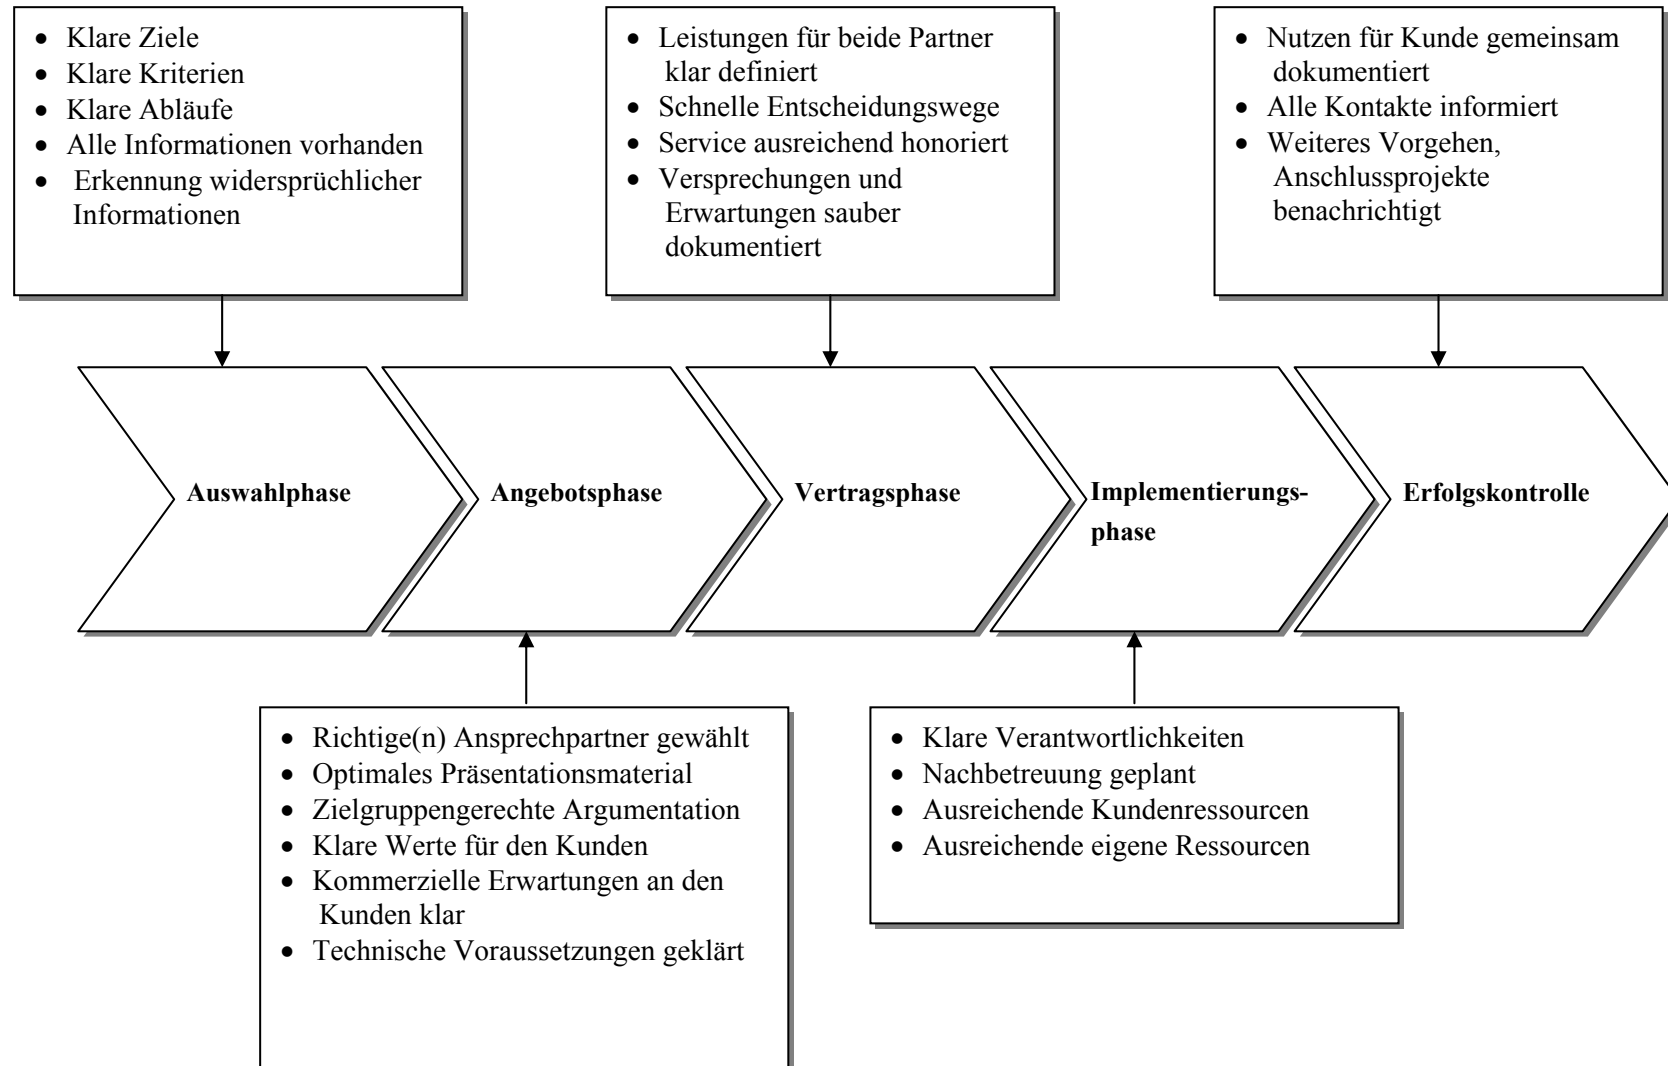 • Klare Ziele
• Klare Kriterien
• Klare Abläufe
• Alle Informationen vorhanden
• Erkennung widersprüchlicher
Informationen
• Leistungen für beide Partner
klar definiert
• Schnelle Entscheidungswege
• Service ausreichend honoriert
• Versprechungen und
Erwartungen sauber
dokumentiert
• Nutzen für Kunde gemeinsam
dokumentiert
• Alle Kontakte informiert
• Weiteres Vorgehen,
Anschlussprojekte
benachrichtigt
Auswahlphase
Angebotsphase
Vertragsphase
Implementierungs-
phase
Erfolgskontrolle
• Richtige(n) Ansprechpartner gewählt
• Optimales Präsentationsmaterial
• Zielgruppengerechte Argumentation
• Klare Werte für den Kunden
• Kommerzielle Erwartungen an den
Kunden klar
• Technische Voraussetzungen geklärt
• Klare Verantwortlichkeiten
• Nachbetreuung geplant
• Ausreichende Kundenressourcen
• Ausreichende eigene Ressourcen